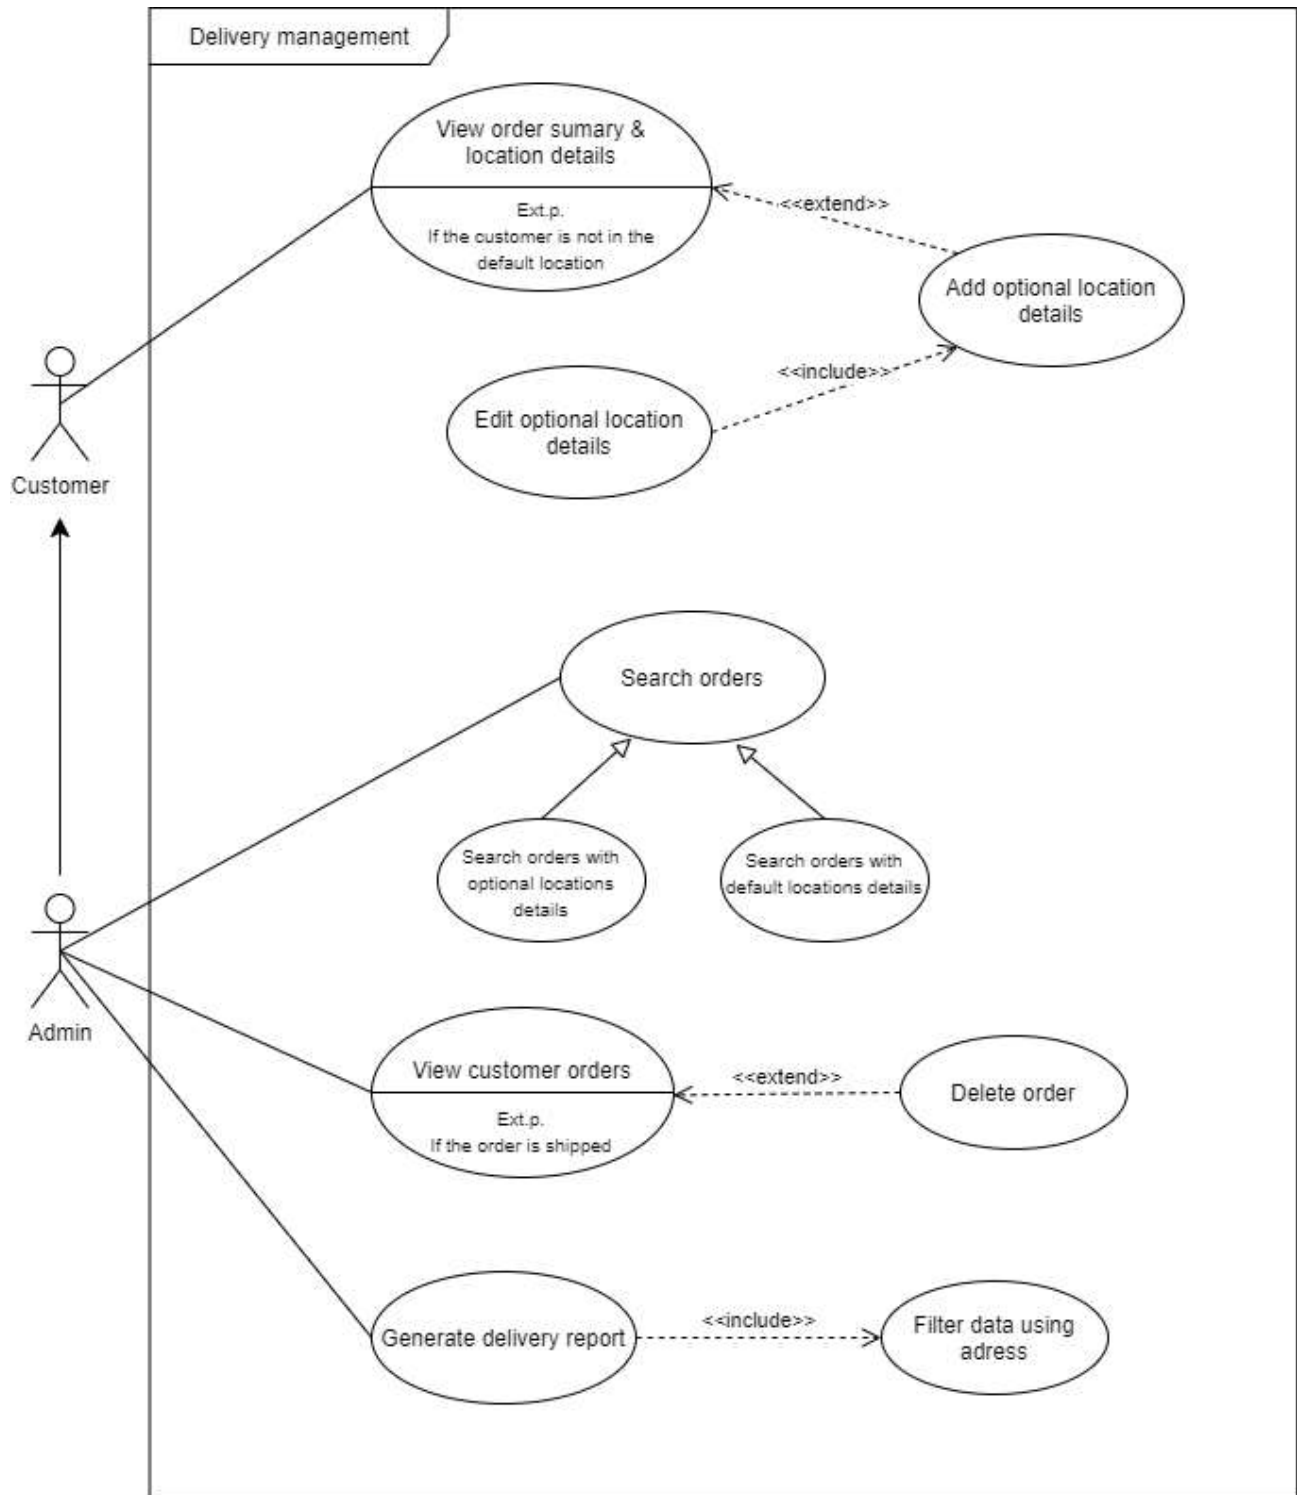 Delivery management
View order sumary &
location details
Ext.p.
If the customer is not in the
default location
<<extend>>
Add optional location
details
<<include>>
Edit optional location
details
Customer
Search orders
Search orders with
optional locations
details
Search orders with
default locations details
Admin
View customer orders
Ext.p.
If the order is shipped
<<extend>>
Delete order
Generate delivery report
<<include>>
Filter data using
adress